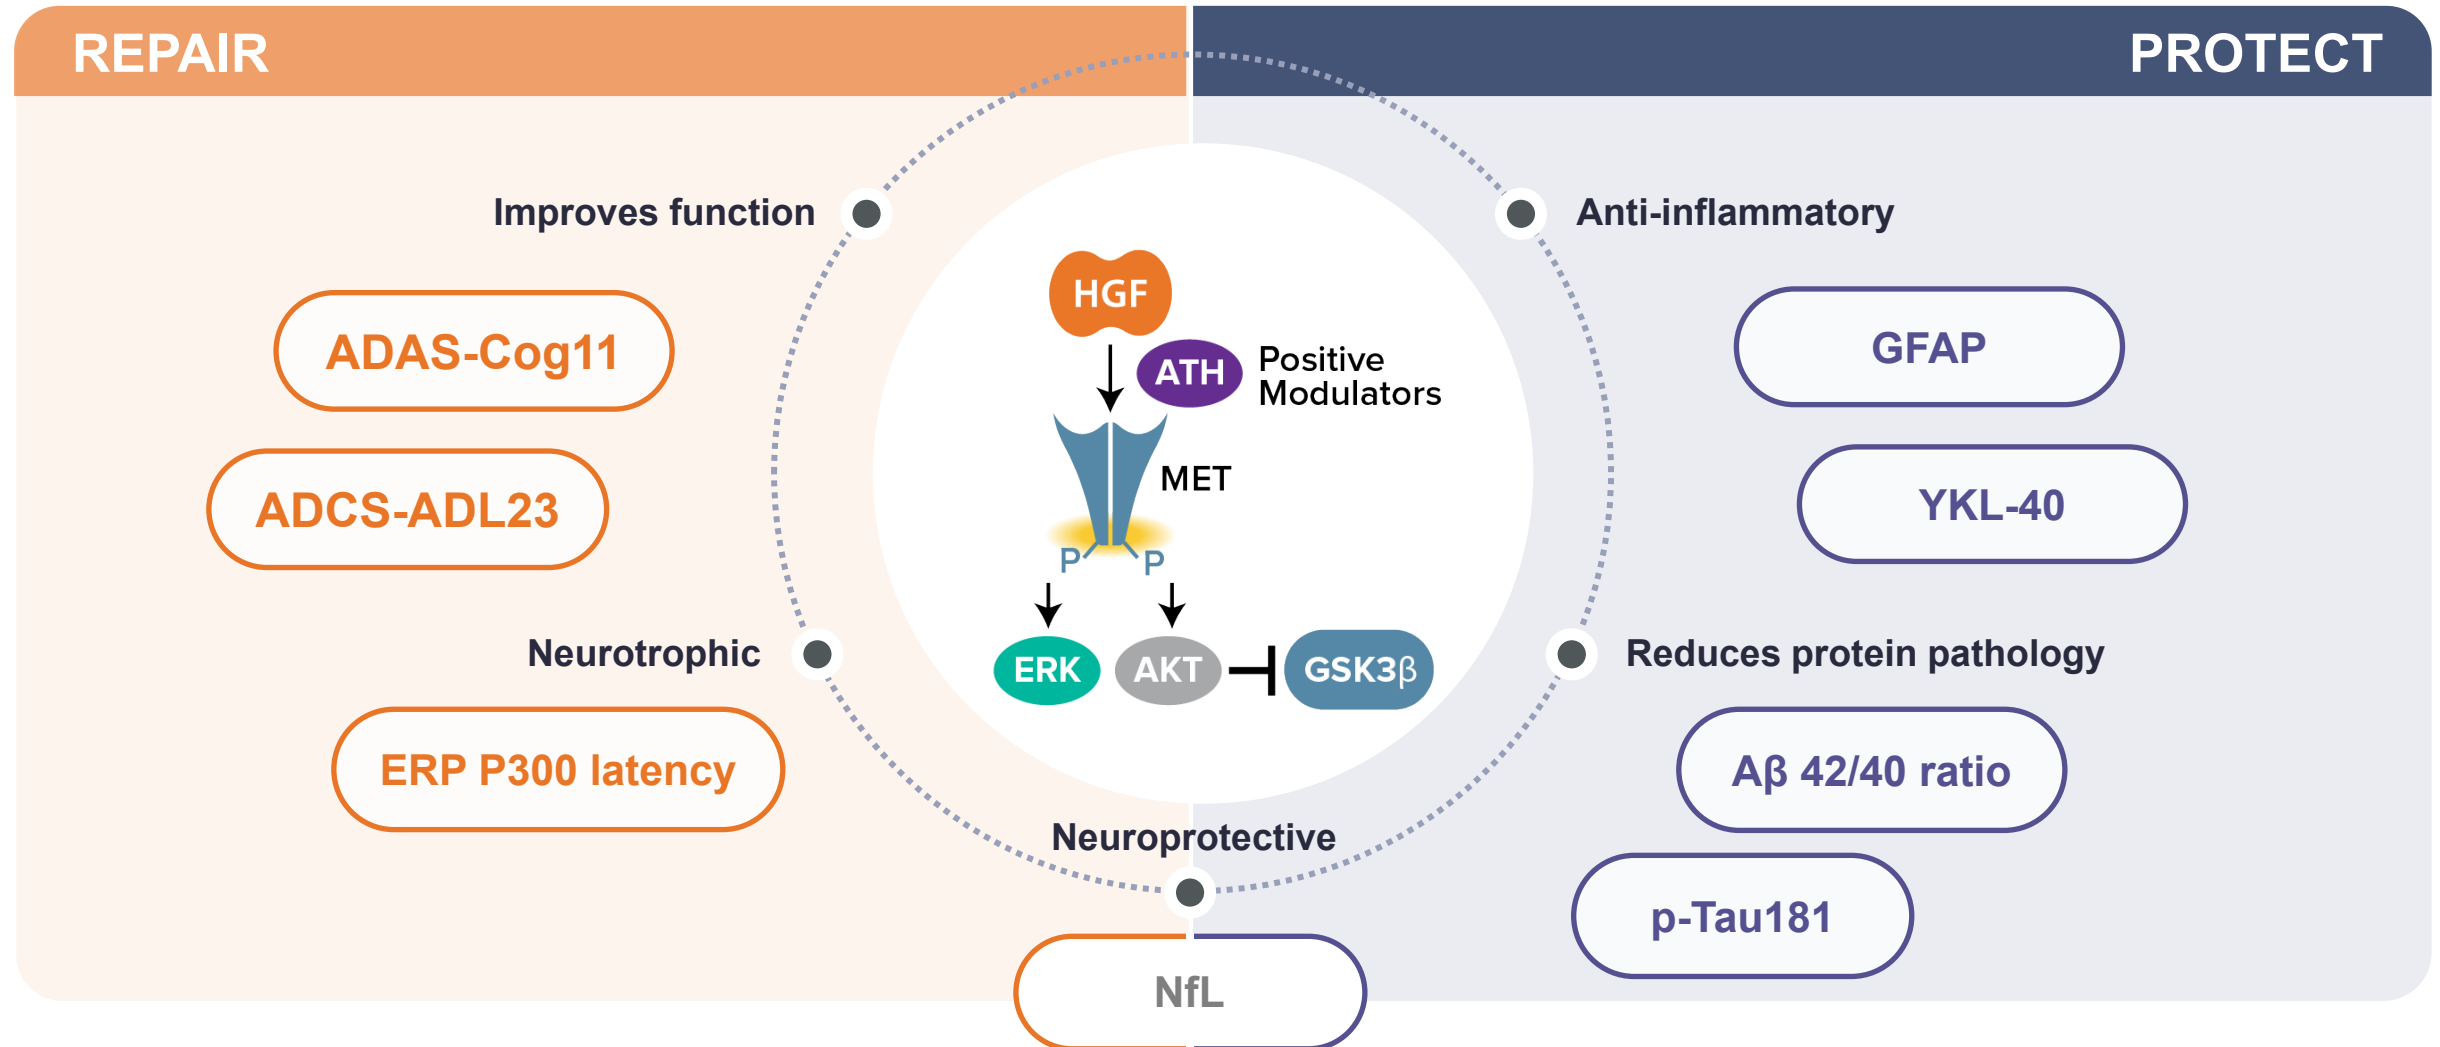 REPAIR
PROTECT
Improves function
ADAS-Cog11
ADCS-ADL23
Neurotrophic
ERP P300 latency
HGF
ATH
Positive
Modulators
MET
P
P
ERK
AKT
GSK3β
Neuroprotective
NfL
Anti-inflammatory
GFAP
YKL-40
Reduces protein pathology
Aβ 42/40 ratio
p-Tau181